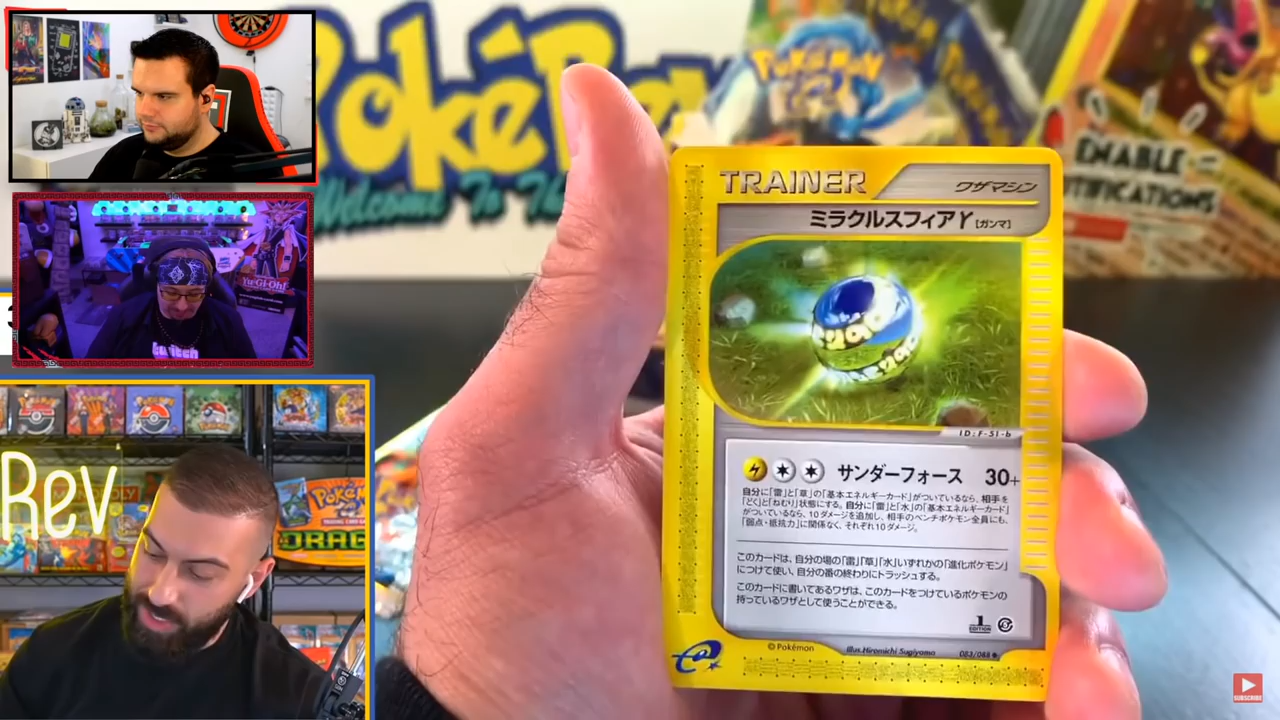 PokéRev
Welcome To Th
Pokémon
GO
ENABLE
NOTIFICATIONS
Yu-Gi-Oh!
twitch
Rev
Pokémon
TRAINER
ワザマシン
ミラクルスフィアγ[ガンマ]
ID:F-51-b
サンダーフォース 30+
自分に「雷」と「草」の「基本エネルギーカード」がついているなら、相手を
「どく」と「ねむり」状態にする。自分に「雷」と「水」の「基本エネルギーカード」
がついているなら、10ダメージを追加し、相手のベンチポケモン全員にも、
「弱点・抵抗力」に関係なく、それぞれ10ダメージ。
このカードは、自分の場の「雷」「草」「水」いずれかの「進化ポケモン」
につけて使い、自分の番の終わりにトラッシュする。
このカードに書いてあるワザは、このカードをつけているポケモンの
持っているワザとして使うことができる。
1
EDITION
©Pokémon illus.Hiromichi Sugiyama 083/088
e
SUBSCRIBE